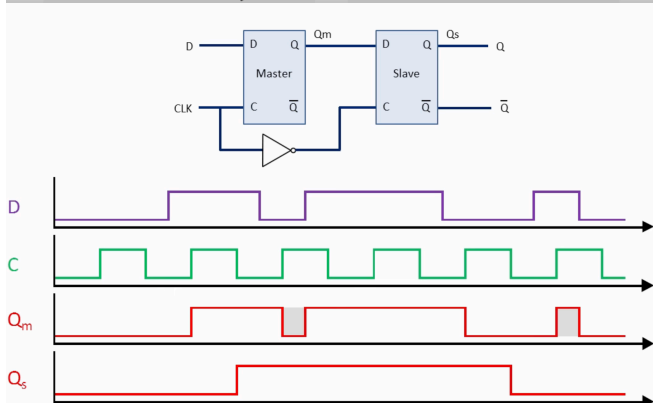 Qm Qs
D D Q D Q Q
Master Slave
CLK C Q̅ C Q̅ Q̅
D
C
Qm
Qs